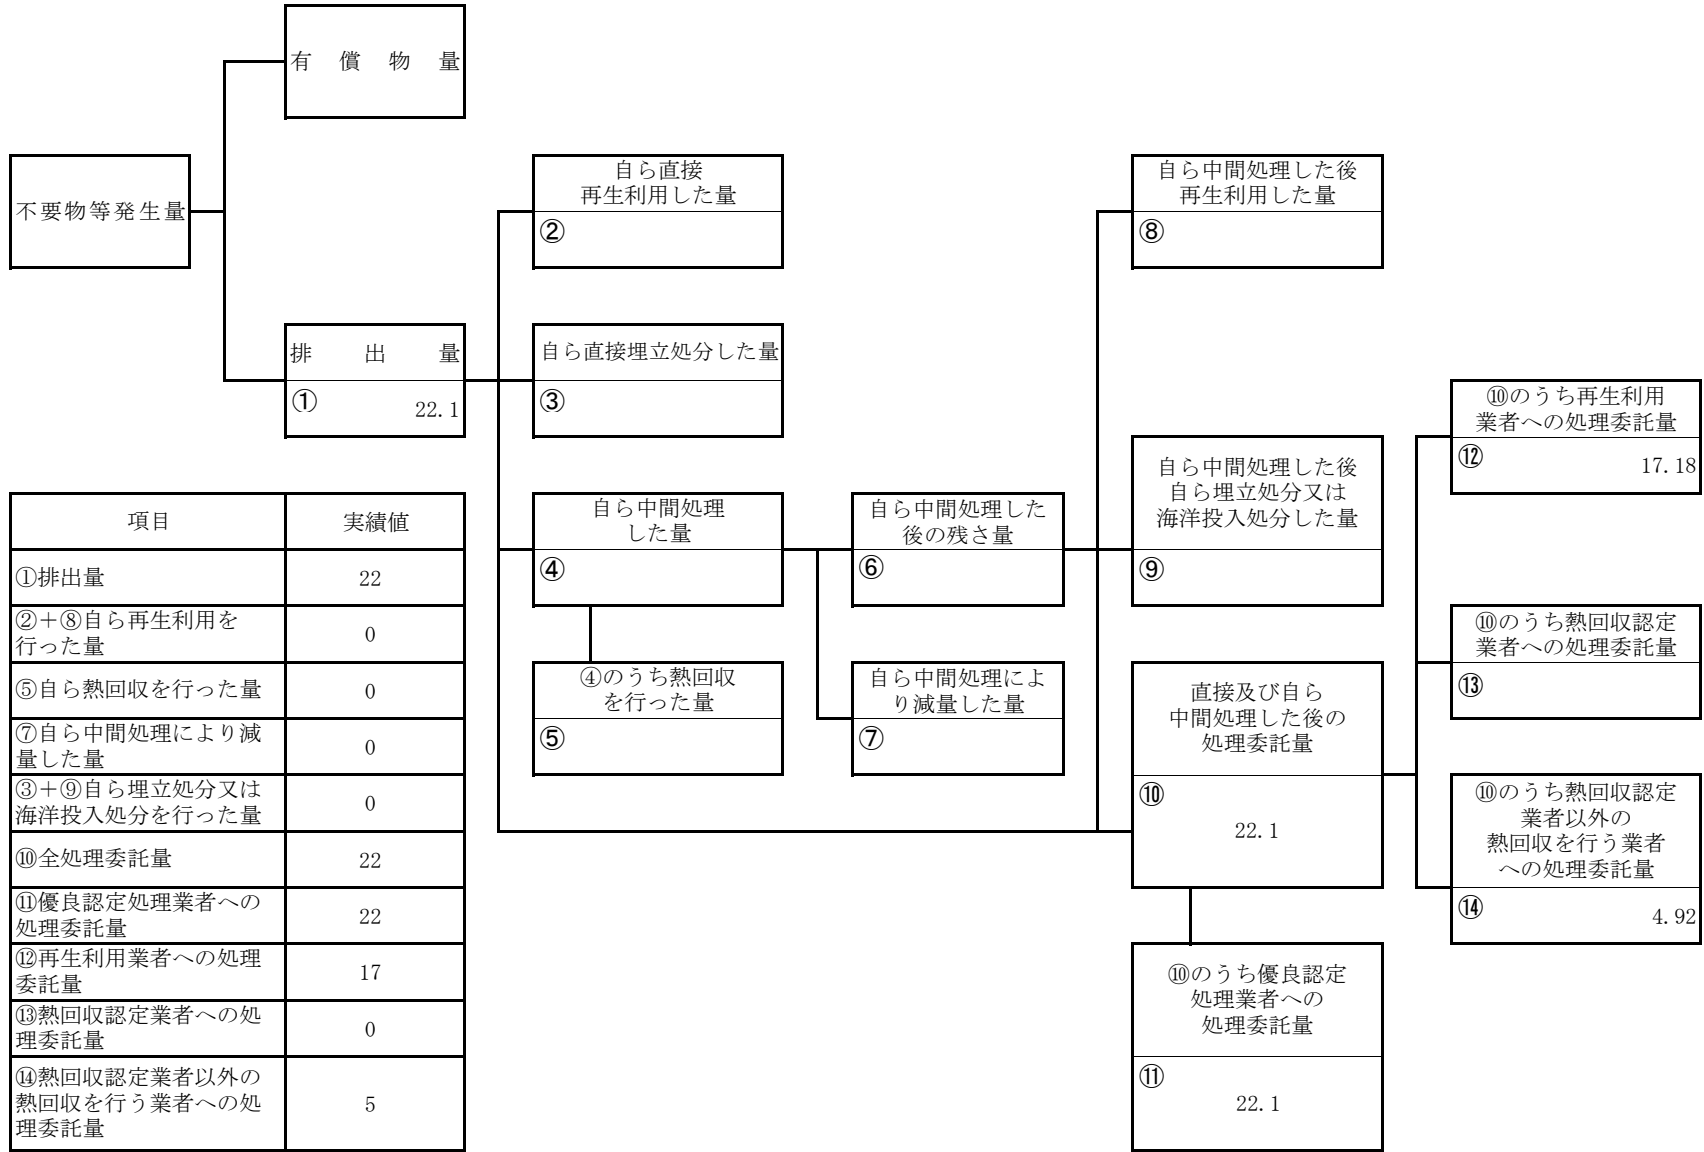 有償物量
不要物等発生量
排出量
①
22.1
自ら直接
再生利用した量
②
自ら直接埋立処分した量
③
自ら中間処理
した量
④
④のうち熱回収
を行った量
⑤
自ら中間処理した
後の残さ量
⑥
自ら中間処理によ
り減量した量
⑦
自ら中間処理した後
再生利用した量
⑧
自ら中間処理した後
自ら埋立処分又は
海洋投入処分した量
⑨
直接及び自ら
中間処理した後の
処理委託量
⑩
22.1
⑩のうち優良認定
処理業者への
処理委託量
⑪
22.1
⑩のうち再生利用
業者への処理委託量
⑫
17.18
⑩のうち熱回収認定
業者への処理委託量
⑬
⑩のうち熱回収認定
業者以外の
熱回収を行う業者
への処理委託量
⑭
4.92
項目 実績値
①排出量 22
②＋⑧自ら再生利用を
行った量 0
⑤自ら熱回収を行った量 0
⑦自ら中間処理により減
量した量 0
③＋⑨自ら埋立処分又は
海洋投入処分を行った量 0
⑩全処理委託量 22
⑪優良認定処理業者への
処理委託量 22
⑫再生利用業者への処理
委託量 17
⑬熱回収認定業者への処
理委託量 0
⑭熱回収認定業者以外の
熱回収を行う業者への処 5
理委託量